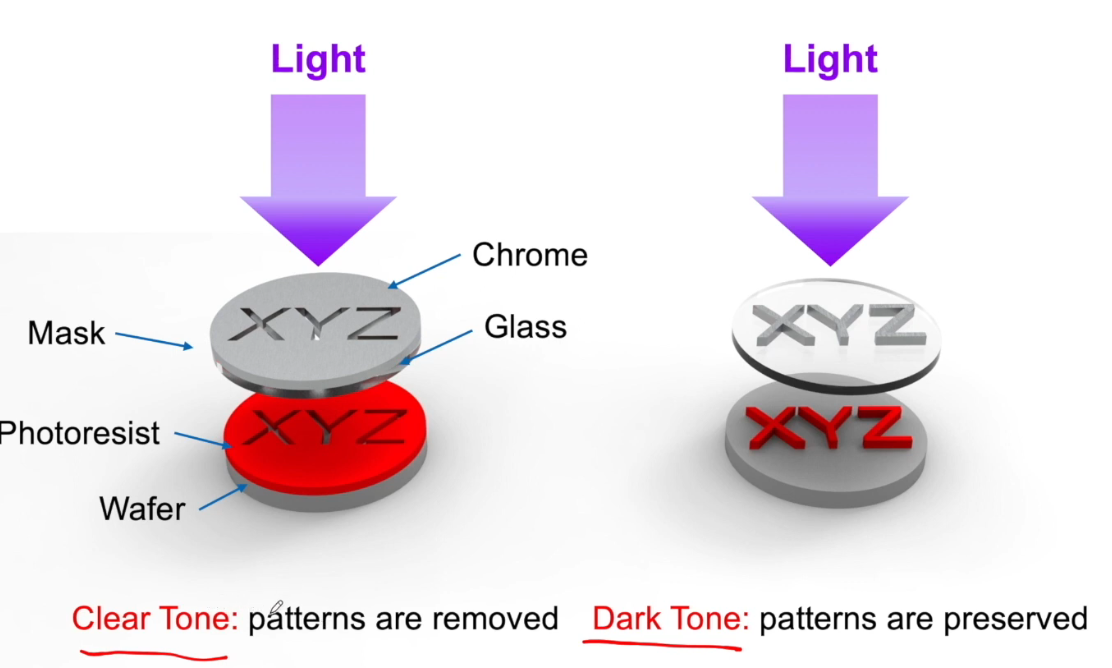 Light
Light
Chrome
Mask
Glass
XYZ
XYZ
Photoresist
XYZ
XYZ
Wafer
Clear Tone: patterns are removed
Dark Tone: patterns are preserved